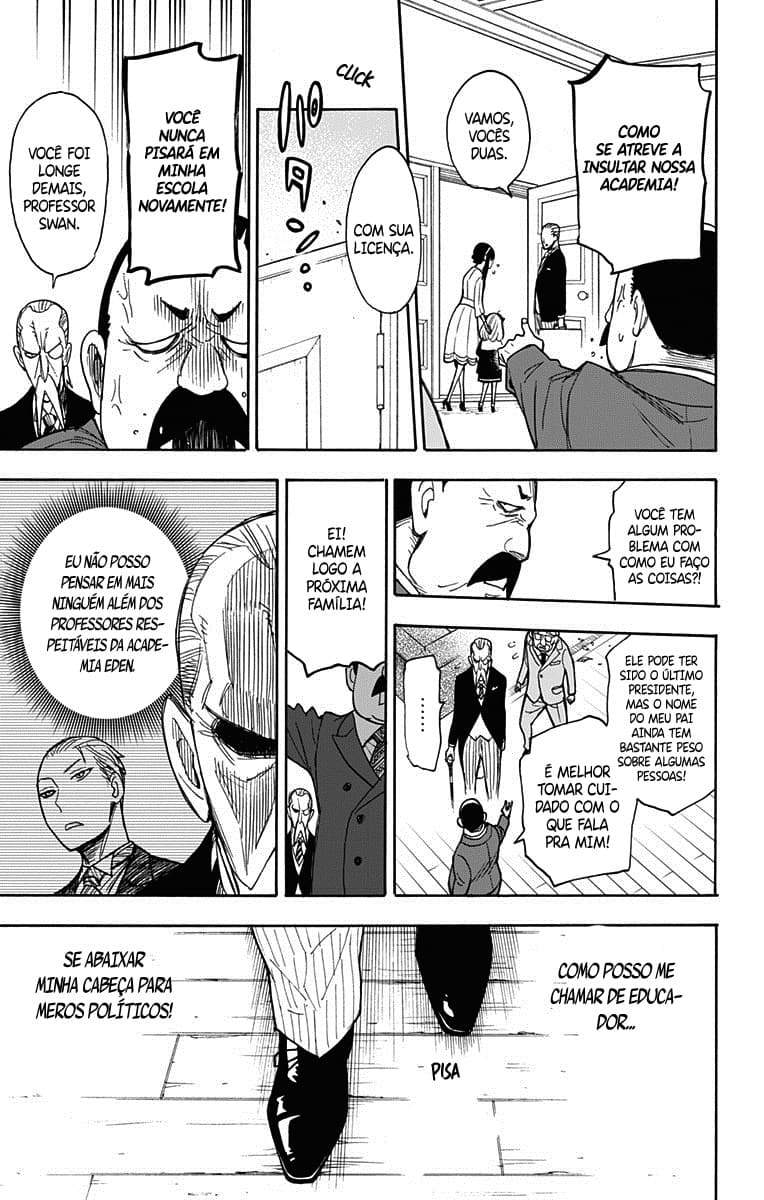 COMO
SE ATREVE A
INSULTAR NOSSA
ACADEMIA!
VAMOS,
VOCÊS
DUAS.
COM SUA
LICENÇA.
CLICK
バタン
VOCÊ
NUNCA
PISARÁ EM
MINHA
ESCOLA
NOVAMENTE!
VOCÊ FOI
LONGE
DEMAIS,
PROFESSOR
SWAN.
VOCÊ TEM
ALGUM PRO-
BLEMA COM
COMO EU FAÇO
AS COISAS?!
ELE PODE TER
SIDO O ÚLTIMO
PRESIDENTE,
MAS O NOME
DO MEU PAI
AINDA TEM
BASTANTE PESO
SOBRE ALGUMAS
PESSOAS!
É MELHOR
TOMAR CUI-
DADO COM O
QUE FALA
PRA MIM!
......
EI!
CHAMEM
LOGO A
PRÓXIMA
FAMÍLIA!
EU NÃO POSSO
PENSAR EM MAIS
NINGUÉM ALÉM DOS
PROFESSORES RES-
PEITÁVEIS DA ACADE-
MIA EDEN.
COMO POSSO ME
CHAMAR DE EDUCA-
DOR...
PISA
SE ABAIXAR
MINHA CABEÇA PARA
MEROS POLÍTICOS!